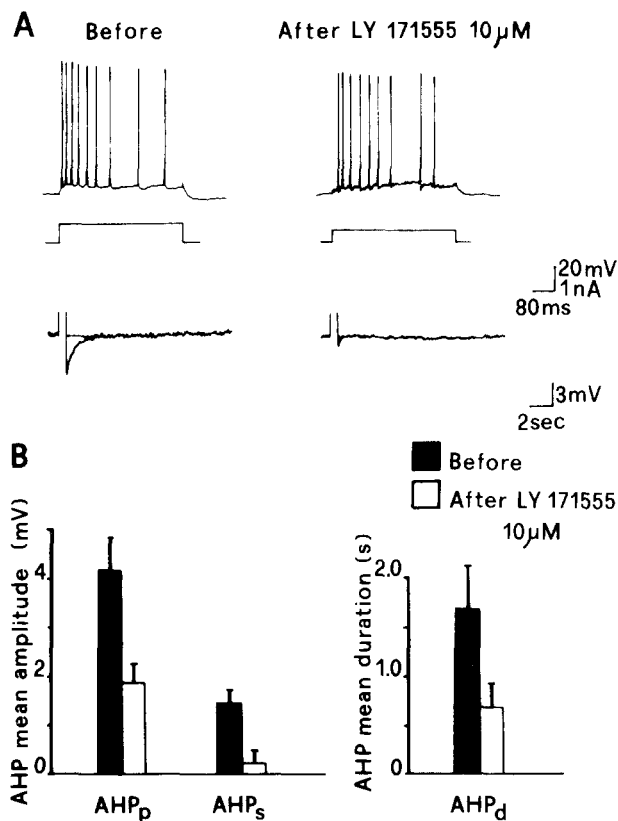 A
Before
After LY 171555 10μM
20mV
1nA
80ms
3mV
2sec
B
Before
After LY 171555
10μM
AHP mean amplitude (mV)
4
2
0
AHPp
AHPs
AHP mean duration (s)
2.0
1.0
0
AHPd